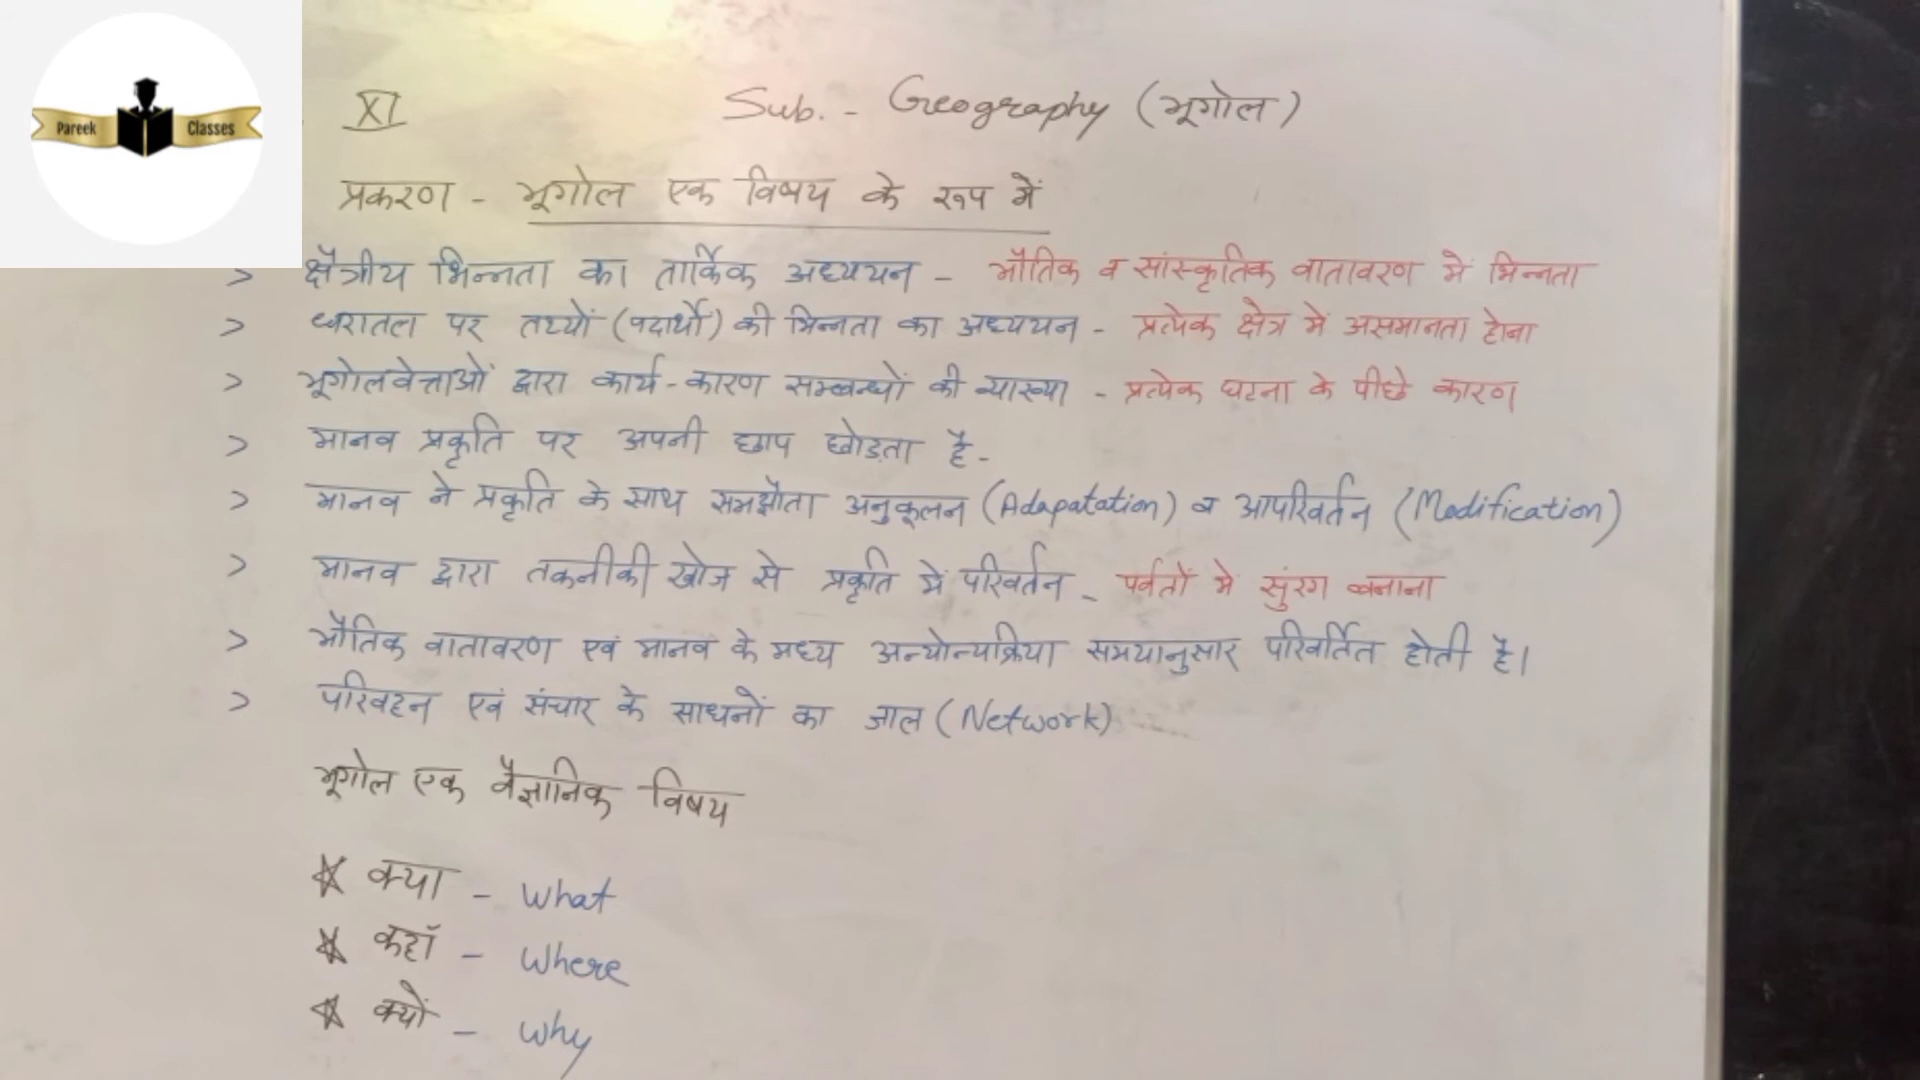 Pareek Classes
XI
Sub. - Geography (भूगोल)
प्रकरण - भूगोल एक विषय के रूप में
> क्षैत्रीय भिन्नता का तार्किक अध्ययन - भौतिक व सांस्कृतिक वातावरण में भिन्नता
> धरातल पर तथ्यों (पदार्थों) की भिन्नता का अध्ययन - प्रत्येक क्षेत्र में असमानता होना
> भूगोलवेत्ताओं द्वारा कार्य-कारण सम्बन्धों की व्याख्या - प्रत्येक घटना के पीछे कारण
> मानव प्रकृति पर अपनी छाप छोडता है -
> मानव ने प्रकृति के साथ समझौता अनुकूलन (Adapatation) व आपरिवर्तन (Modification)
> मानव द्वारा तकनीकी खोज से प्रकृति में परिवर्तन - पर्वतों मे सुंरग बनाना
> भौतिक वातावरण एवं मानव के मध्य अन्योन्यक्रिया समयानुसार परिवर्तित होती है।
> परिवहन एवं संचार के साधनों का जाल (Network)
भूगोल एक वैज्ञानिक विषय
☆ क्या - What
☆ कहाॅ - Where
☆ क्यों - Why